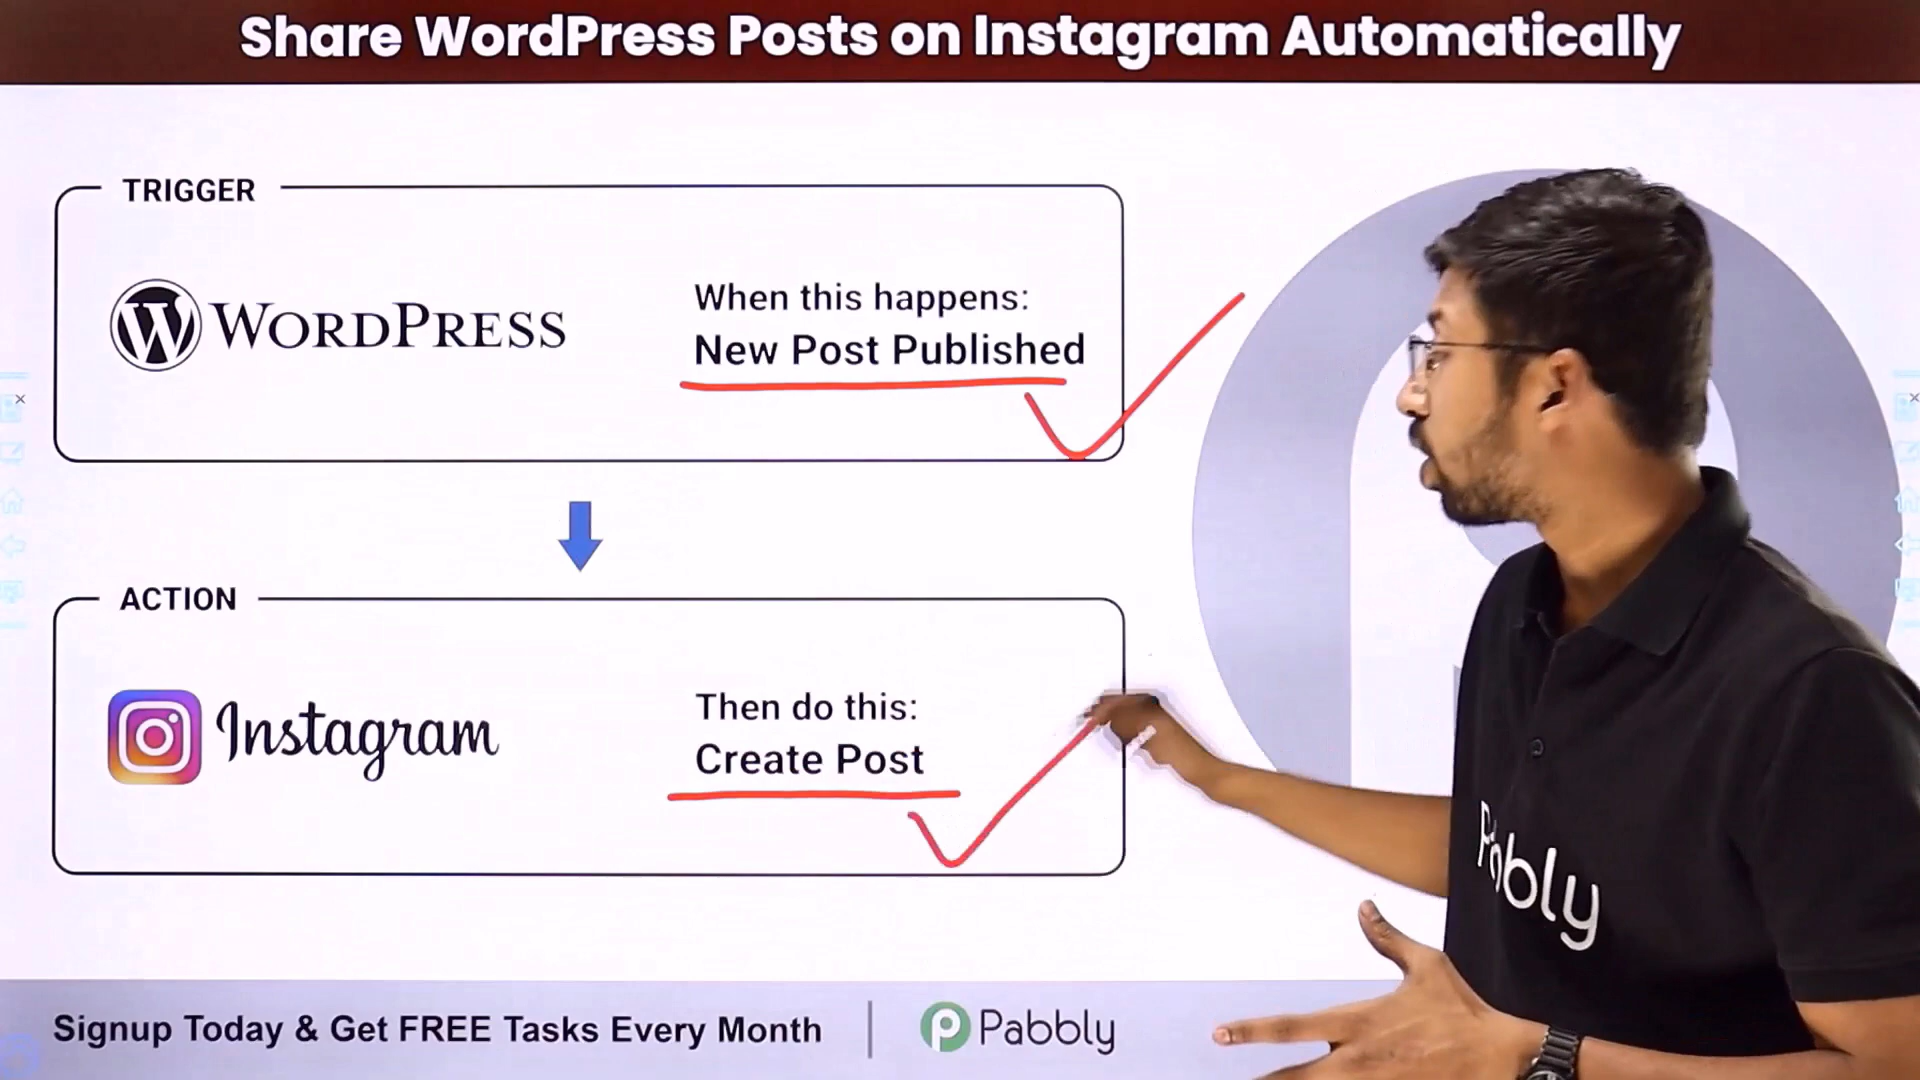 Share WordPress Posts on Instagram Automatically
TRIGGER
WORDPRESS
When this happens:
New Post Published
ACTION
Instagram
Then do this:
Create Post
Pabbly
Signup Today & Get FREE Tasks Every Month
Pabbly